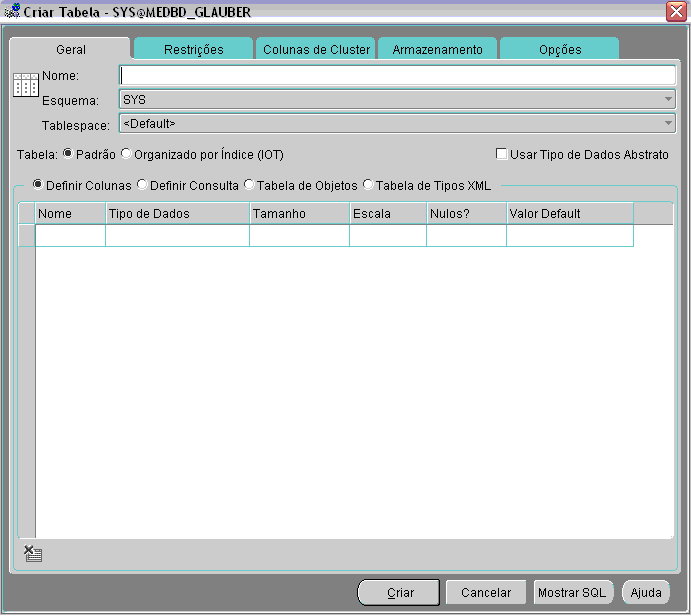 Criar Tabela - SYS@MEDBD_GLAUBER
Geral Restrições Colunas de Cluster Armazenamento Opções
Nome:
Esquema: SYS
Tablespace: <Default>
Tabela: Padrão Organizado por Índice (IOT) Usar Tipo de Dados Abstrato
Definir Colunas Definir Consulta Tabela de Objetos Tabela de Tipos XML
Nome Tipo de Dados Tamanho Escala Nulos? Valor Default
Criar Cancelar Mostrar SQL Ajuda